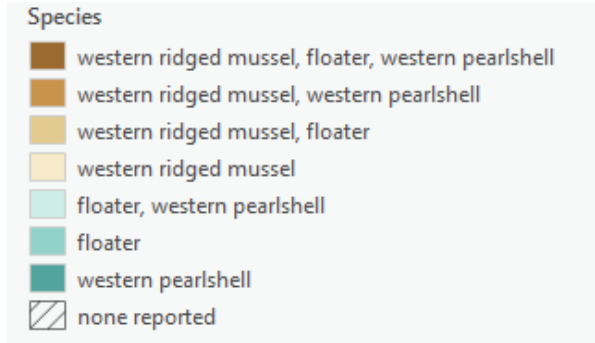 Species
western ridged mussel, floater, western pearlshell
western ridged mussel, western pearlshell
western ridged mussel, floater
western ridged mussel
floater, western pearlshell
floater
western pearlshell
none reported